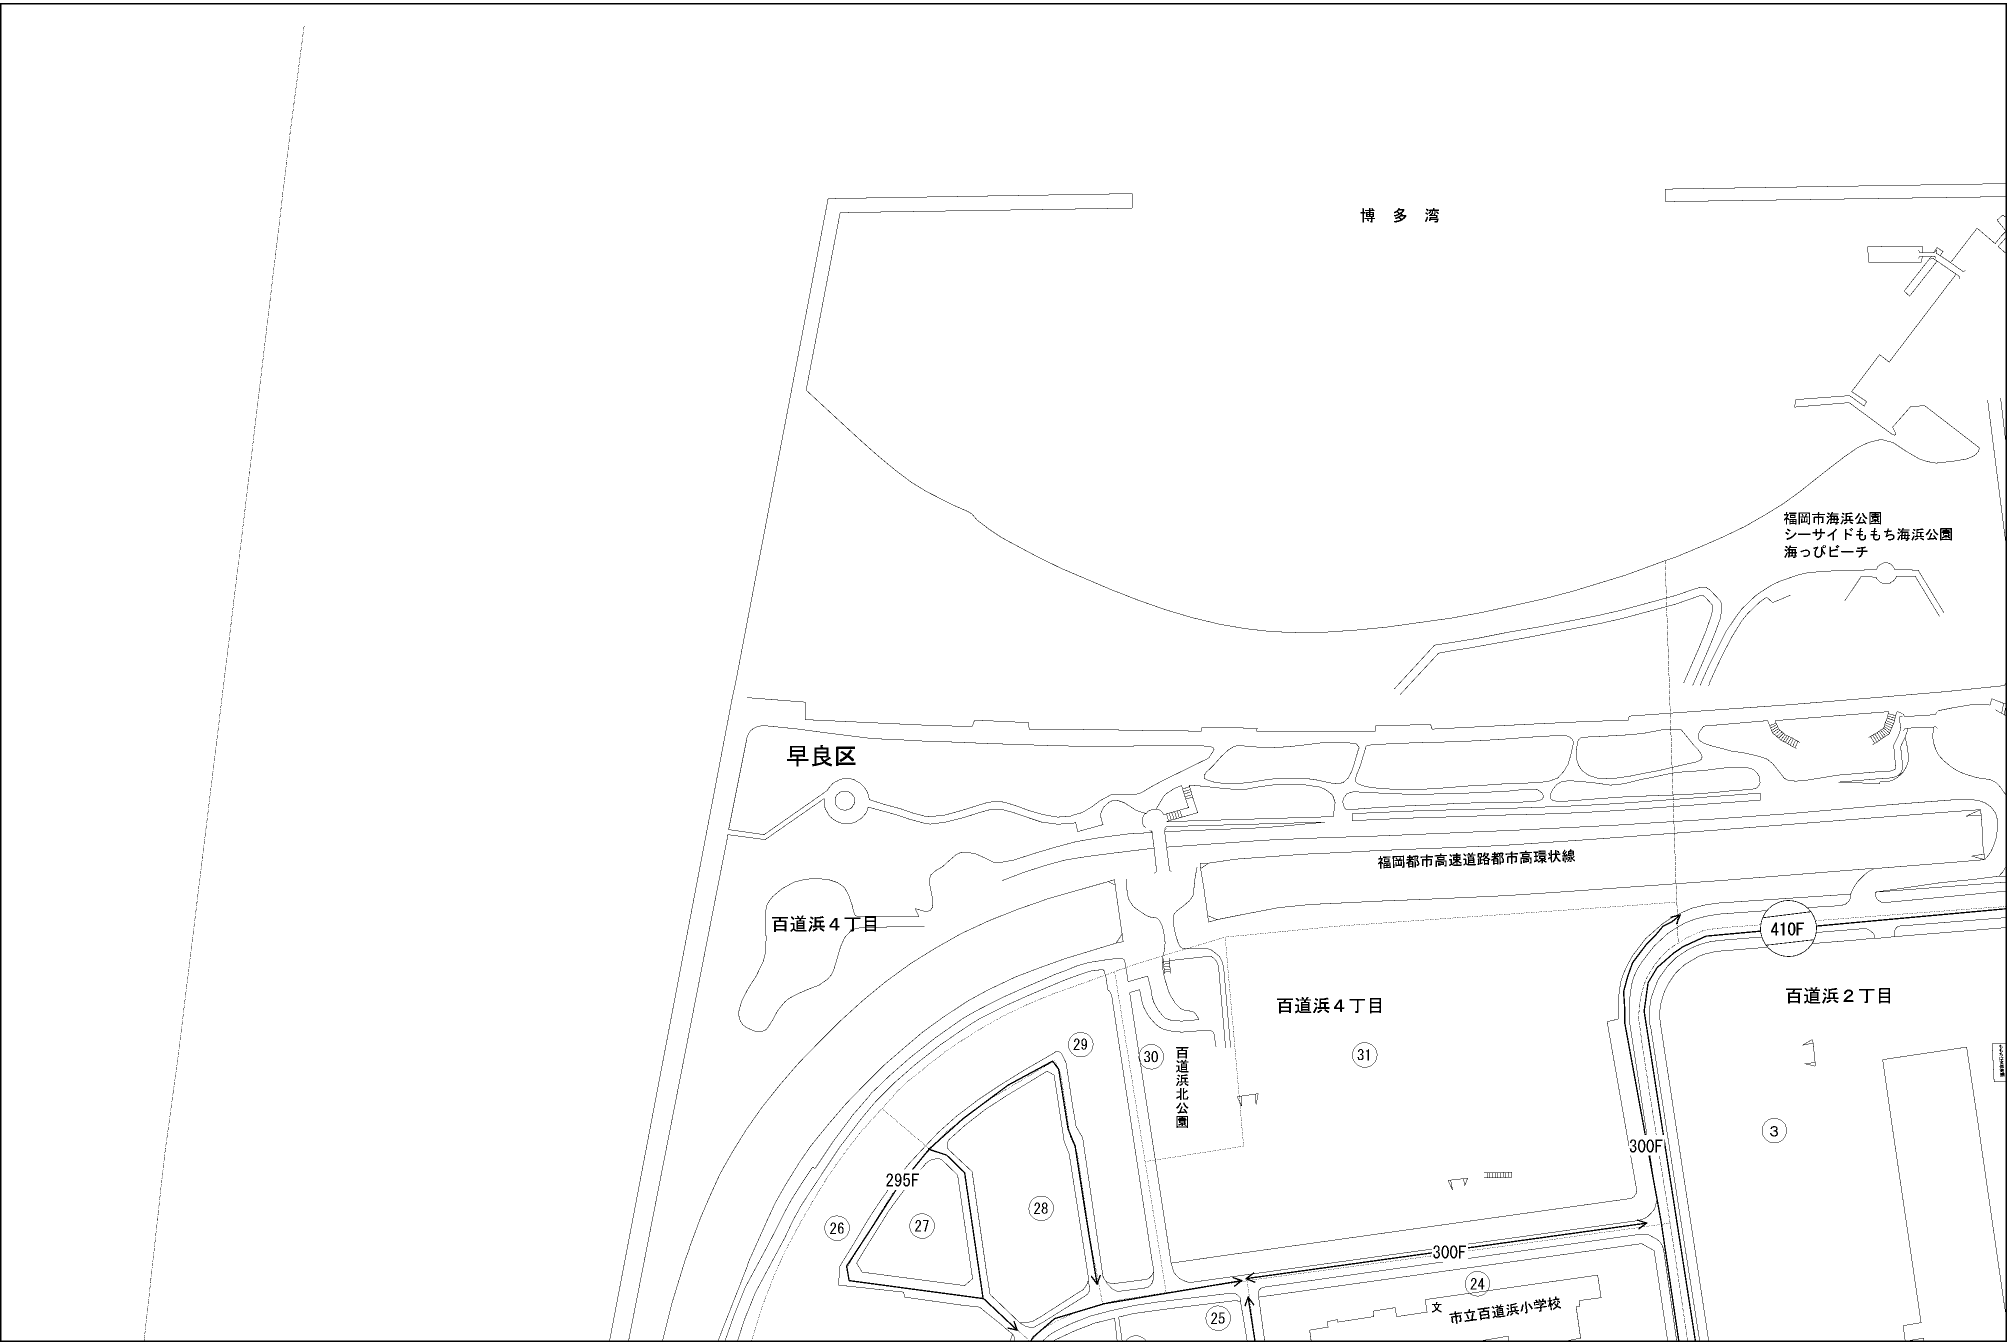 博多湾
福岡市海浜公園
シーサイドももち海浜公園
海っぴビーチ
早良区
福岡都市高速道路都市高環状線
百道浜4丁目
410F
百道浜4丁目
百道浜2丁目
29
30
百道浜北公園
31
3
300F
295F
26
27
28
300F
24
25
文
市立百道浜小学校